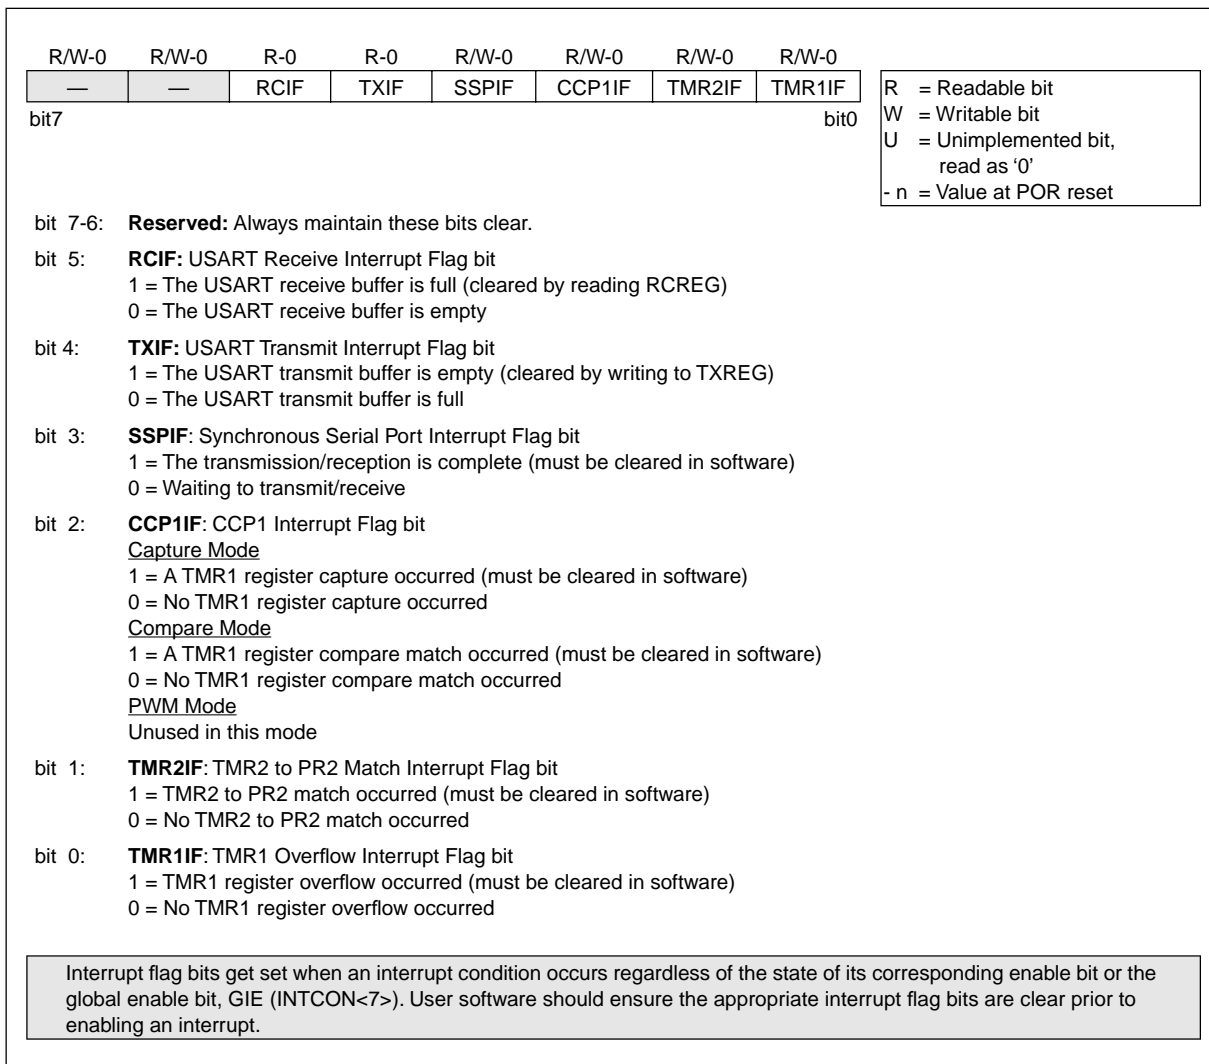 R/W-0 R/W-0 R-0 R-0 R/W-0 R/W-0 R/W-0 R/W-0
— — RCIF TXIF SSPIF CCP1IF TMR2IF TMR1IF
bit7 bit0
R = Readable bit
W = Writable bit
U = Unimplemented bit,
read as ‘0’
- n = Value at POR reset
bit 7-6: Reserved: Always maintain these bits clear.
bit 5: RCIF: USART Receive Interrupt Flag bit
1 = The USART receive buffer is full (cleared by reading RCREG)
0 = The USART receive buffer is empty
bit 4: TXIF: USART Transmit Interrupt Flag bit
1 = The USART transmit buffer is empty (cleared by writing to TXREG)
0 = The USART transmit buffer is full
bit 3: SSPIF: Synchronous Serial Port Interrupt Flag bit
1 = The transmission/reception is complete (must be cleared in software)
0 = Waiting to transmit/receive
bit 2: CCP1IF: CCP1 Interrupt Flag bit
Capture Mode
1 = A TMR1 register capture occurred (must be cleared in software)
0 = No TMR1 register capture occurred
Compare Mode
1 = A TMR1 register compare match occurred (must be cleared in software)
0 = No TMR1 register compare match occurred
PWM Mode
Unused in this mode
bit 1: TMR2IF: TMR2 to PR2 Match Interrupt Flag bit
1 = TMR2 to PR2 match occurred (must be cleared in software)
0 = No TMR2 to PR2 match occurred
bit 0: TMR1IF: TMR1 Overflow Interrupt Flag bit
1 = TMR1 register overflow occurred (must be cleared in software)
0 = No TMR1 register overflow occurred
Interrupt flag bits get set when an interrupt condition occurs regardless of the state of its corresponding enable bit or the
global enable bit, GIE (INTCON<7>). User software should ensure the appropriate interrupt flag bits are clear prior to
enabling an interrupt.